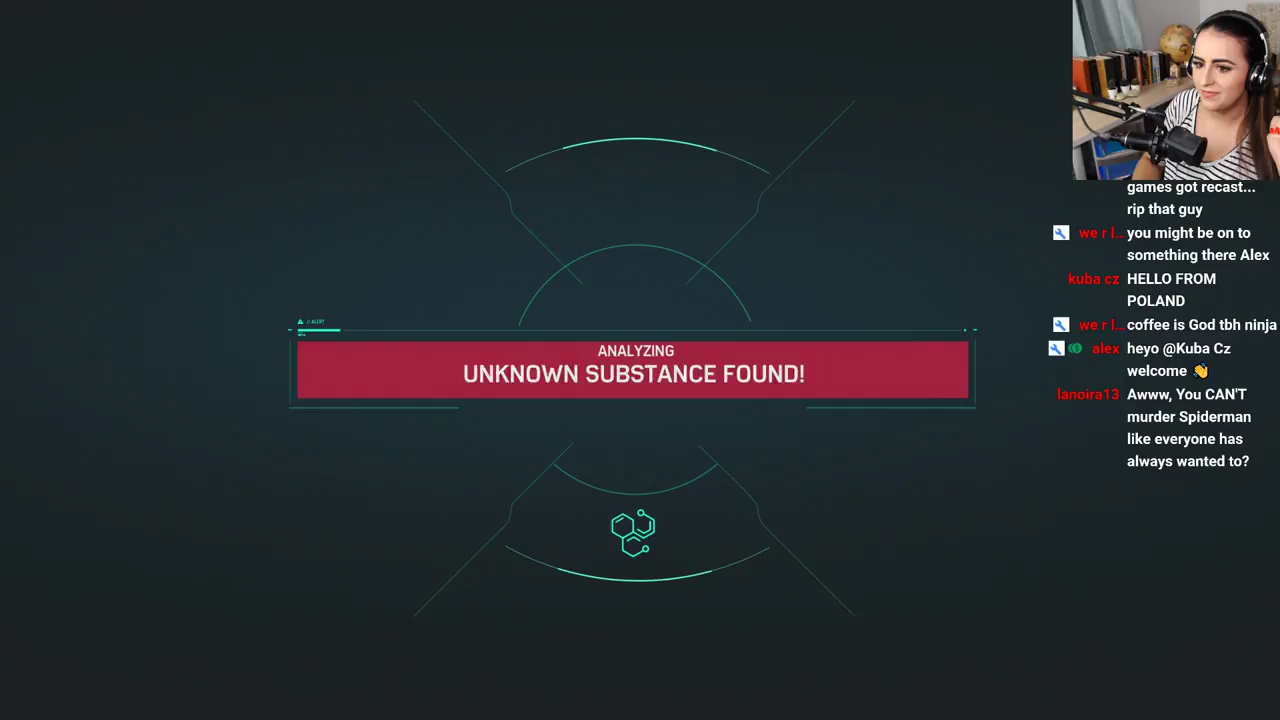 // ALERT
ANALYZING
UNKNOWN SUBSTANCE FOUND!
games got recast...
rip that guy
we r l... you might be on to
something there Alex
kuba cz HELLO FROM
POLAND
we r l... coffee is God tbh ninja
alex heyo @Kuba Cz
welcome 👋
lanoira13 Awww, You CAN'T
murder Spiderman
like everyone has
always wanted to?